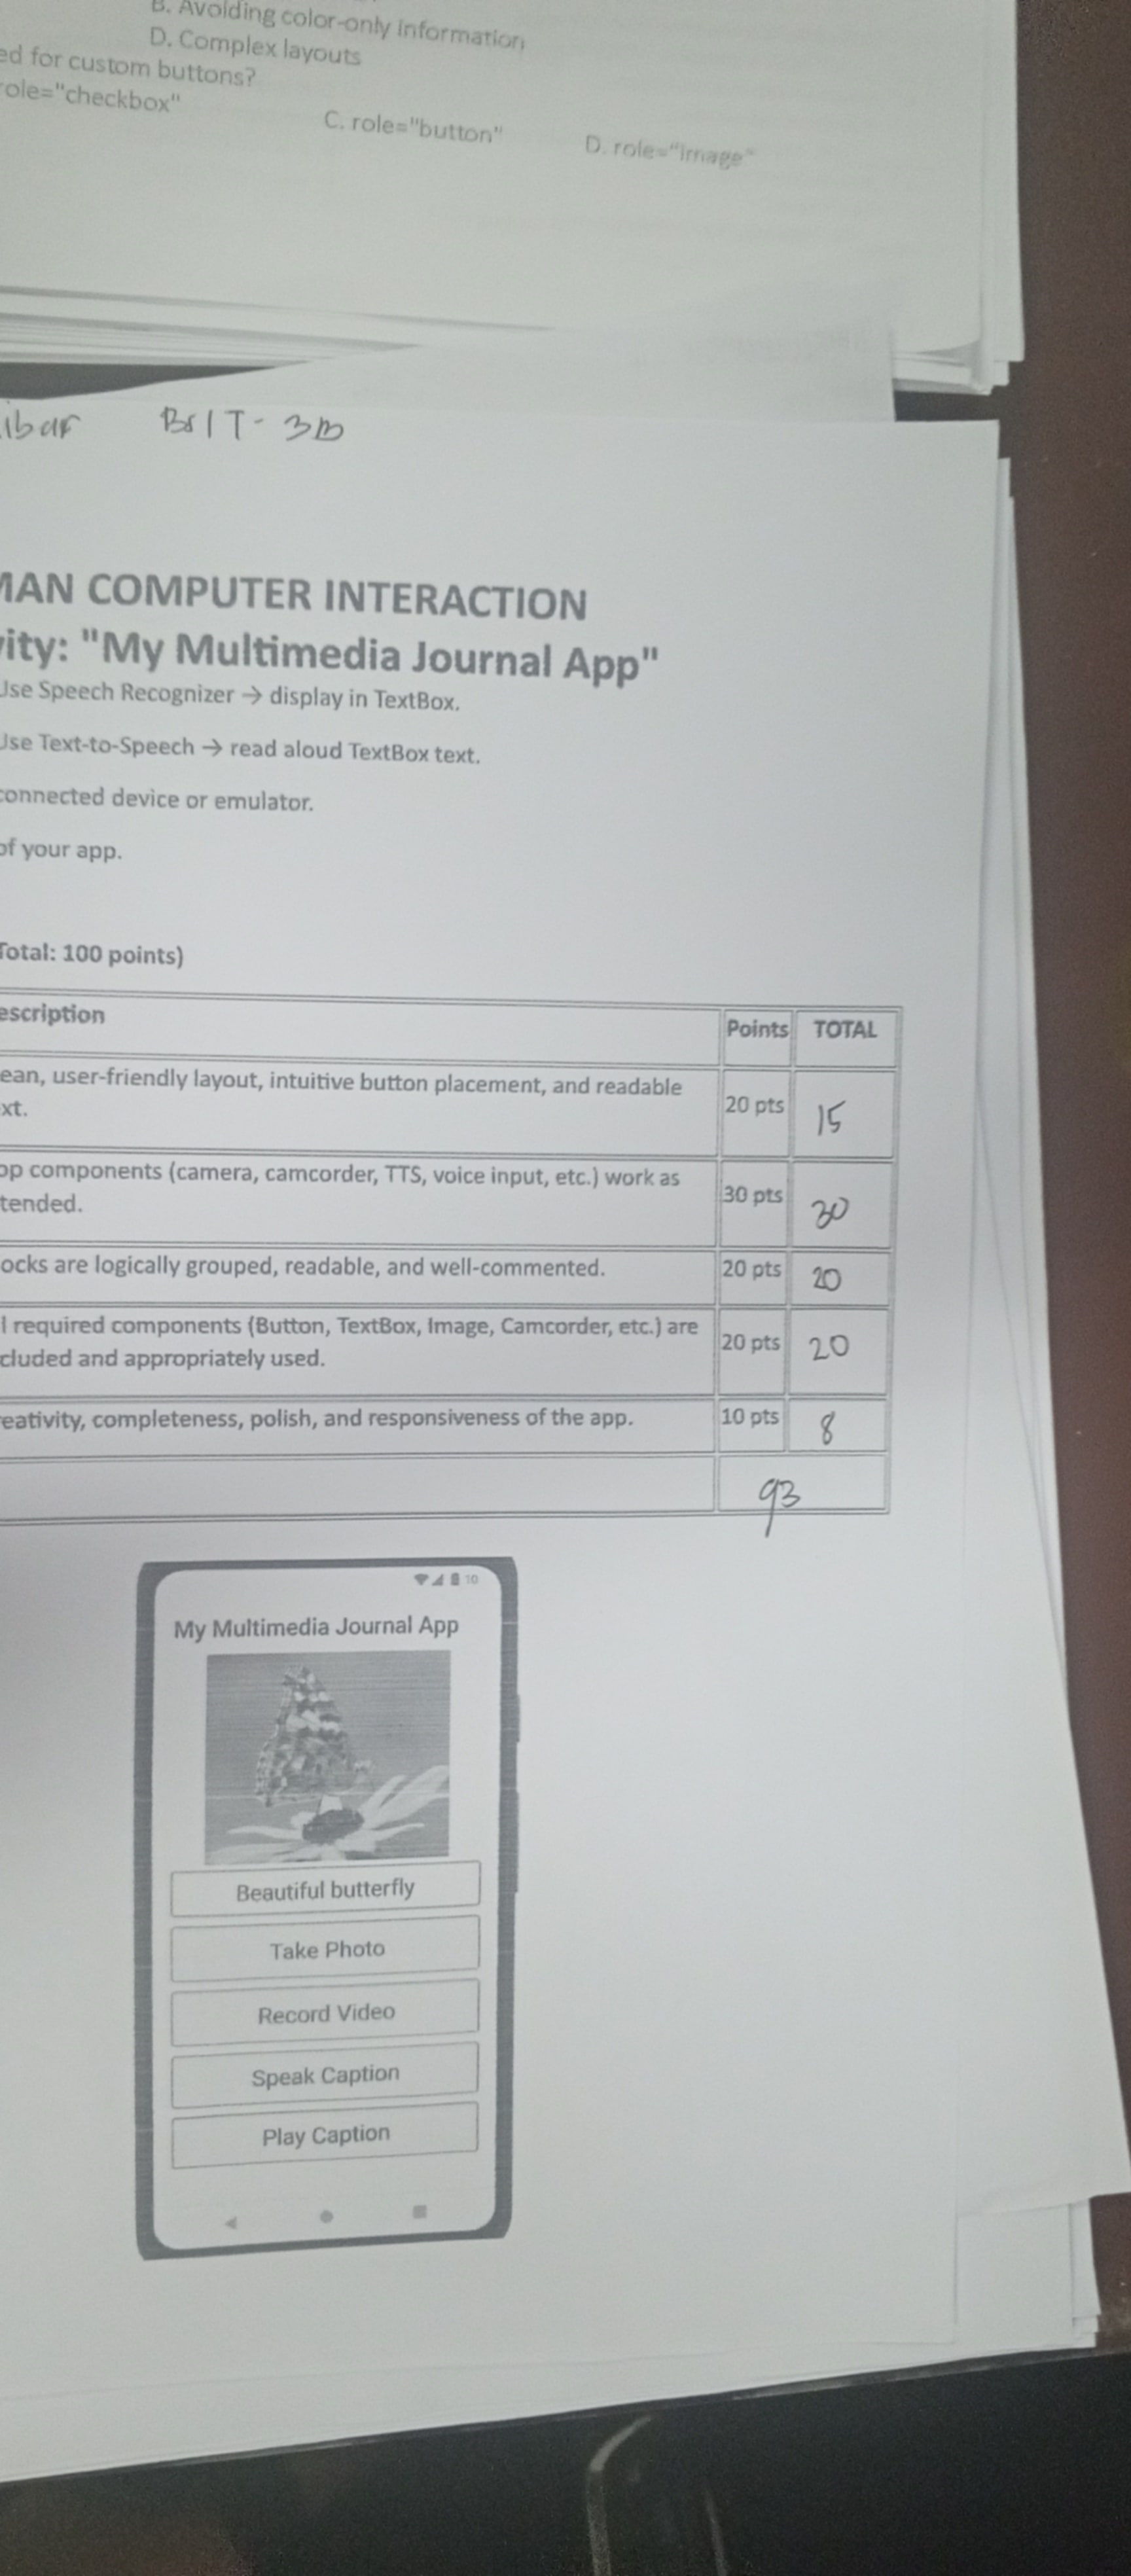 B. Avoiding color-only information
D. Complex layouts
ed for custom buttons?
role="checkbox" C. role="button" D. role="image"
ibar BSIT-3B
MAN COMPUTER INTERACTION
vity: "My Multimedia Journal App"
Use Speech Recognizer → display in TextBox.
Use Text-to-Speech → read aloud TextBox text.
connected device or emulator.
of your app.
Total: 100 points)
escription Points TOTAL
ean, user-friendly layout, intuitive button placement, and readable
xt. 20 pts 15
pp components (camera, camcorder, TTS, voice input, etc.) work as
tended. 30 pts 30
ocks are logically grouped, readable, and well-commented. 20 pts 20
l required components (Button, TextBox, Image, Camcorder, etc.) are
cluded and appropriately used. 20 pts 20
reativity, completeness, polish, and responsiveness of the app. 10 pts 8
93
10
My Multimedia Journal App
Beautiful butterfly
Take Photo
Record Video
Speak Caption
Play Caption